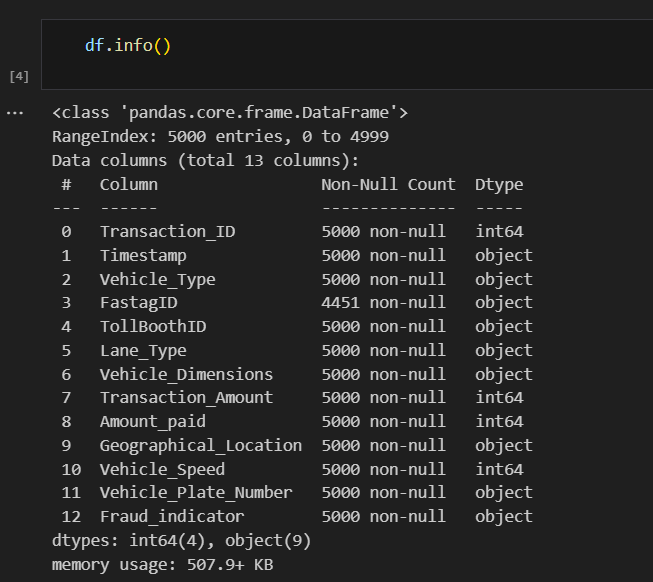 df.info()
[4]
...
<class 'pandas.core.frame.DataFrame'>
RangeIndex: 5000 entries, 0 to 4999
Data columns (total 13 columns):
 #   Column                 Non-Null Count  Dtype
---  ------                 --------------  -----
 0   Transaction_ID         5000 non-null   int64
 1   Timestamp              5000 non-null   object
 2   Vehicle_Type           5000 non-null   object
 3   FastagID               4451 non-null   object
 4   TollBoothID            5000 non-null   object
 5   Lane_Type              5000 non-null   object
 6   Vehicle_Dimensions     5000 non-null   object
 7   Transaction_Amount     5000 non-null   int64
 8   Amount_paid            5000 non-null   int64
 9   Geographical_Location  5000 non-null   object
 10  Vehicle_Speed          5000 non-null   int64
 11  Vehicle_Plate_Number   5000 non-null   object
 12  Fraud_indicator        5000 non-null   object
dtypes: int64(4), object(9)
memory usage: 507.9+ KB